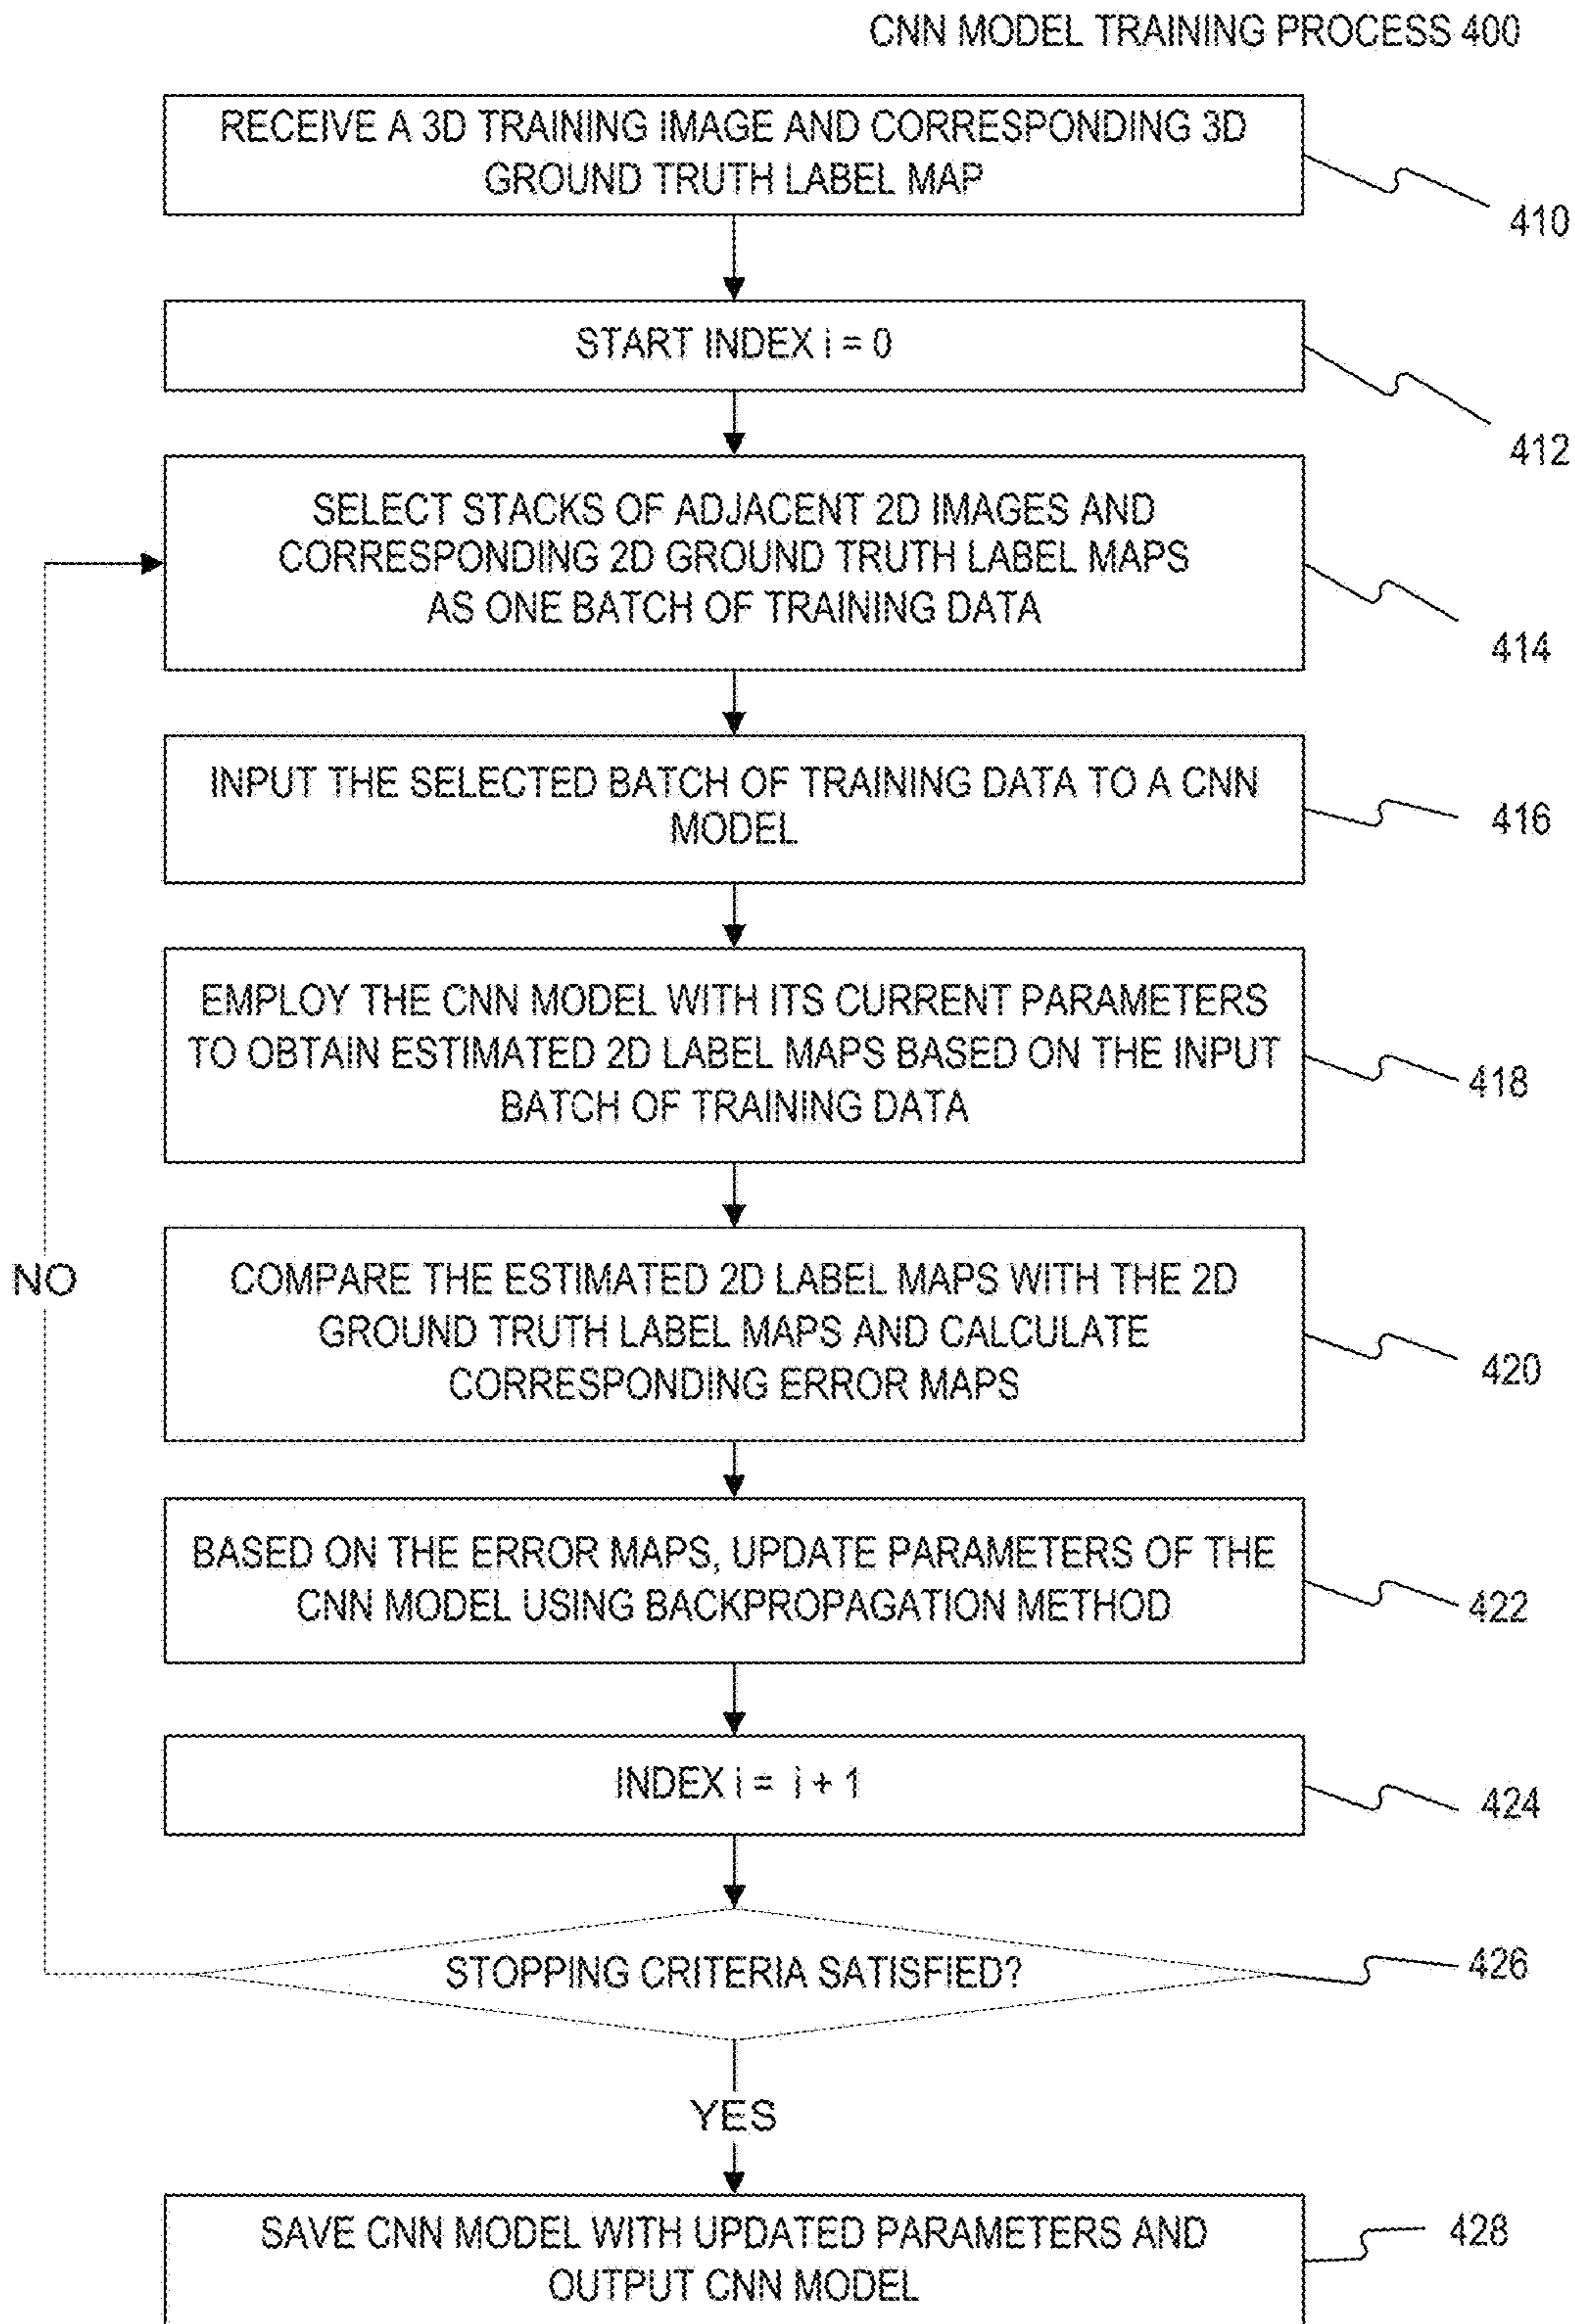 CNN MODEL TRAINING PROCESS 400
RECEIVE A 3D TRAINING IMAGE AND CORRESPONDING 3D
GROUND TRUTH LABEL MAP
410
START INDEX i = 0
412
SELECT STACKS OF ADJACENT 2D IMAGES AND
CORRESPONDING 2D GROUND TRUTH LABEL MAPS
AS ONE BATCH OF TRAINING DATA
414
INPUT THE SELECTED BATCH OF TRAINING DATA TO A CNN
MODEL
416
EMPLOY THE CNN MODEL WITH ITS CURRENT PARAMETERS
TO OBTAIN ESTIMATED 2D LABEL MAPS BASED ON THE INPUT
BATCH OF TRAINING DATA
418
NO
COMPARE THE ESTIMATED 2D LABEL MAPS WITH THE 2D
GROUND TRUTH LABEL MAPS AND CALCULATE
CORRESPONDING ERROR MAPS
420
BASED ON THE ERROR MAPS, UPDATE PARAMETERS OF THE
CNN MODEL USING BACKPROPAGATION METHOD
422
INDEX i = i + 1
424
STOPPING CRITERIA SATISFIED?
426
YES
SAVE CNN MODEL WITH UPDATED PARAMETERS AND
OUTPUT CNN MODEL
428